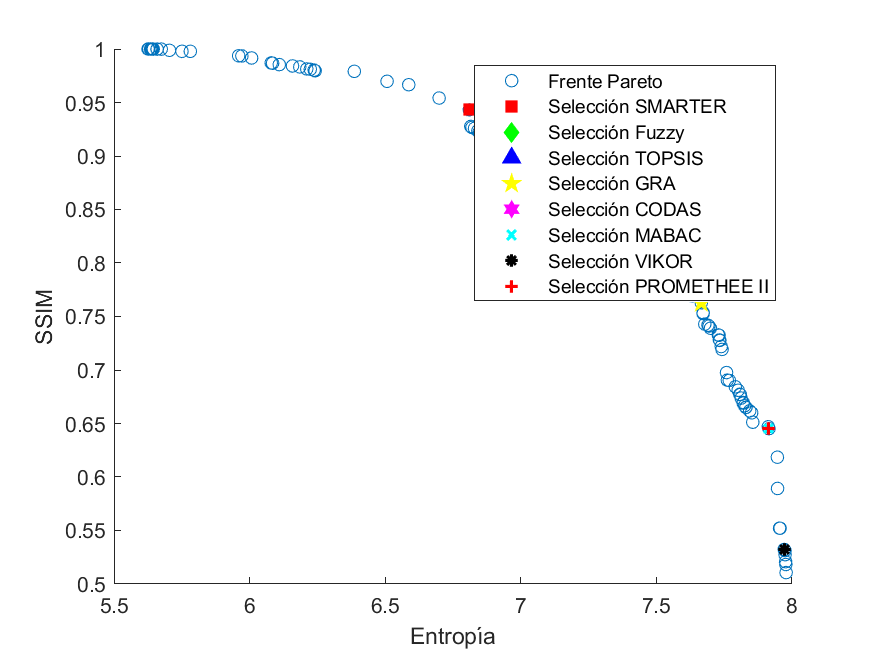 1
0.95
0.9
0.85
0.8
0.75
0.7
0.65
0.6
0.55
0.5
SSIM
Frente Pareto
Selección SMARTER
Selección Fuzzy
Selección TOPSIS
Selección GRA
Selección CODAS
Selección MABAC
Selección VIKOR
Selección PROMETHEE II
5.5 6 6.5 7 7.5 8
Entropía